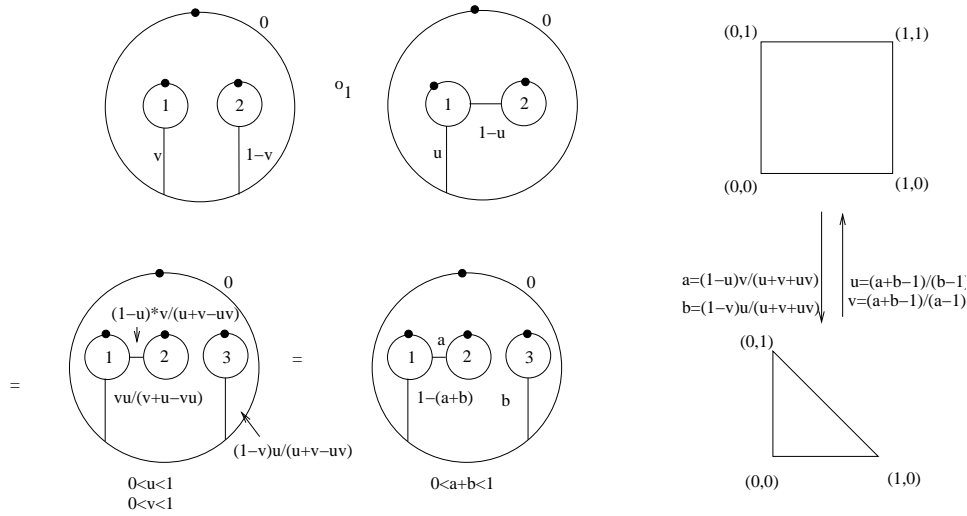 0
1
2
v
1−v
o1
0
1
2
1−u
u
(0,1)
(1,1)
(0,0)
(1,0)
a=(1−u)v/(u+v+uv)
b=(1−v)u/(u+v+uv)
u=(a+b−1)/(b−1)
v=(a+b−1)/(a−1)
=
0
(1−u)*v/(u+v−uv)
1
2
3
vu/(v+u−vu)
(1−v)u/(u+v−uv)
0<u<1
0<v<1
=
0
a
1
2
3
1−(a+b)
b
0<a+b<1
(0,1)
(0,0)
(1,0)